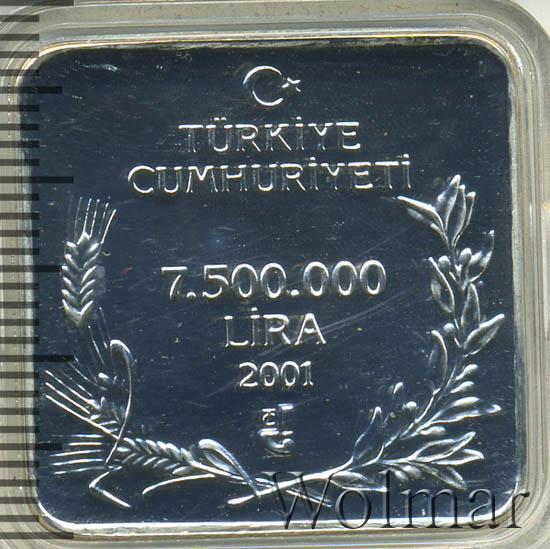 TÜRKİYE
CUMHURİYETİ
7.500.000
LİRA
2001
Wolmar